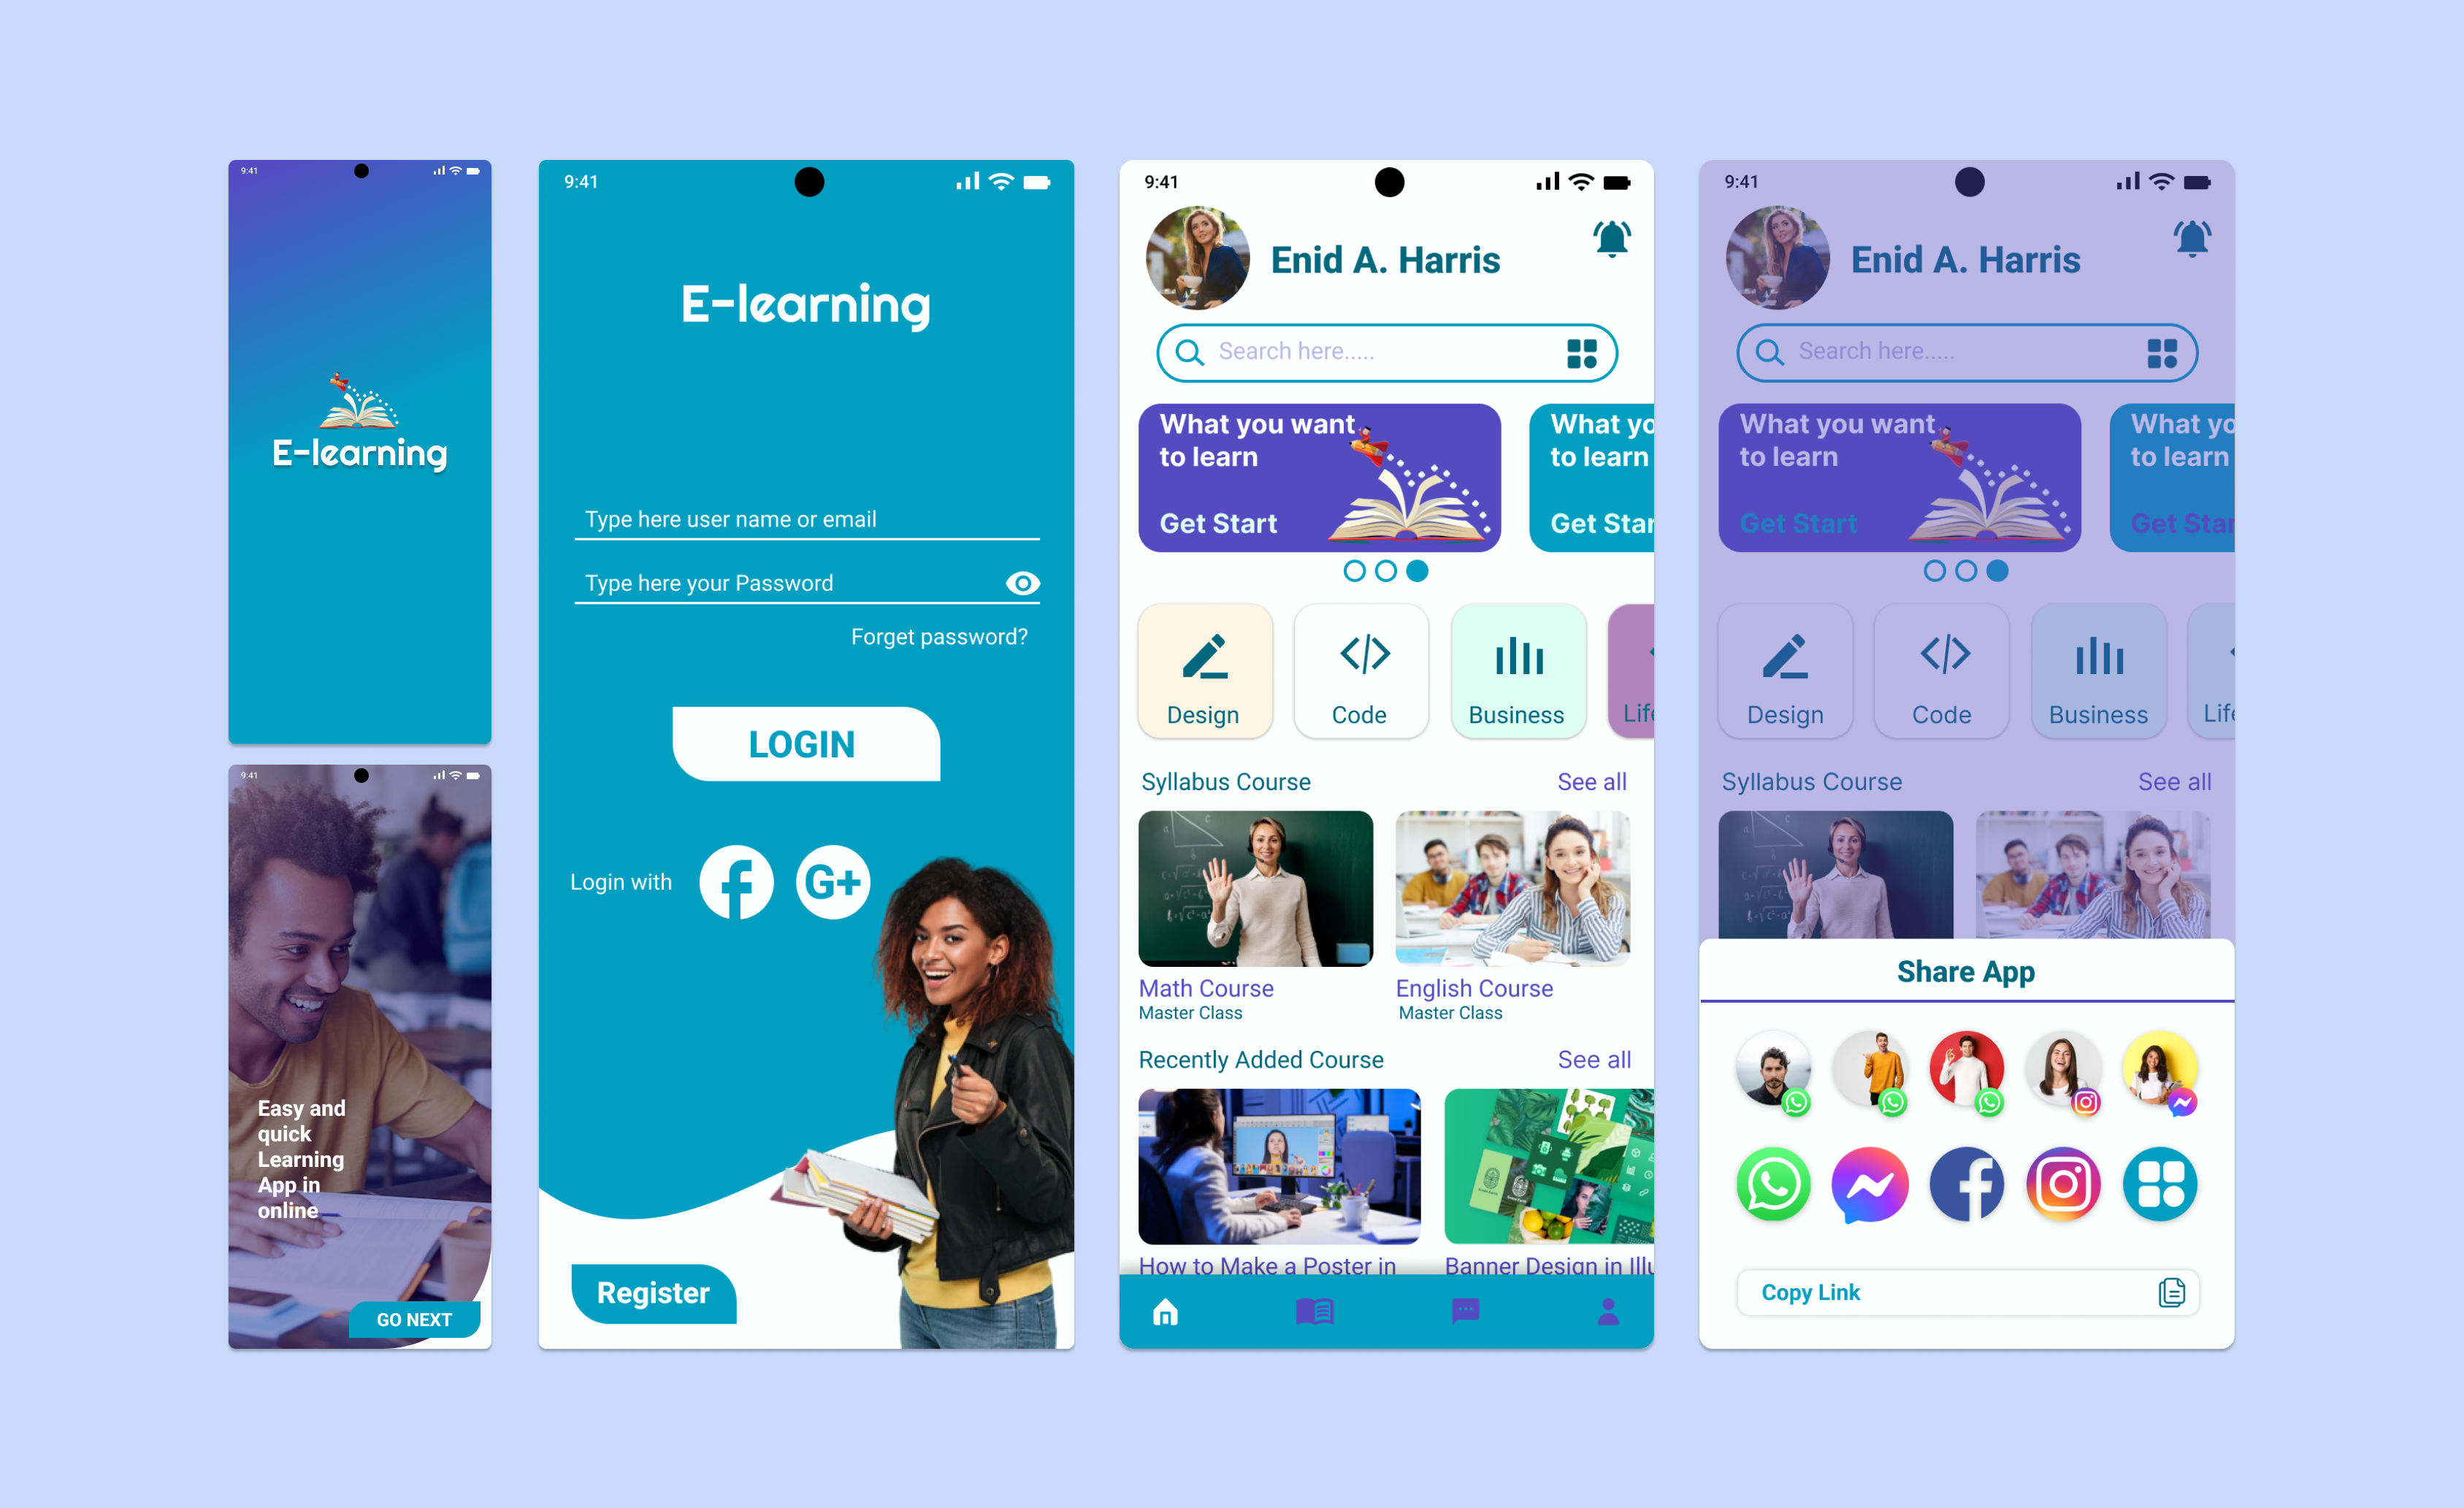 9:41
E-learning
9:41
Easy and
quick
Learning
App in
online
GO NEXT
9:41
E-learning
Type here user name or email
Type here your Password
Forget password?
LOGIN
Login with
G+
Register
9:41
Enid A. Harris
Search here.....
What you want
to learn
Get Start
What yo
to learn
Get Star
Design
Code
Business
Life
Syllabus Course
See all
Math Course
Master Class
English Course
Master Class
Recently Added Course
See all
How to Make a Poster in
Banner Design in Illu
9:41
Enid A. Harris
Search here.....
What you want
to learn
Get Start
What yo
to learn
Get Star
Design
Code
Business
Life
Syllabus Course
See all
Share App
Copy Link